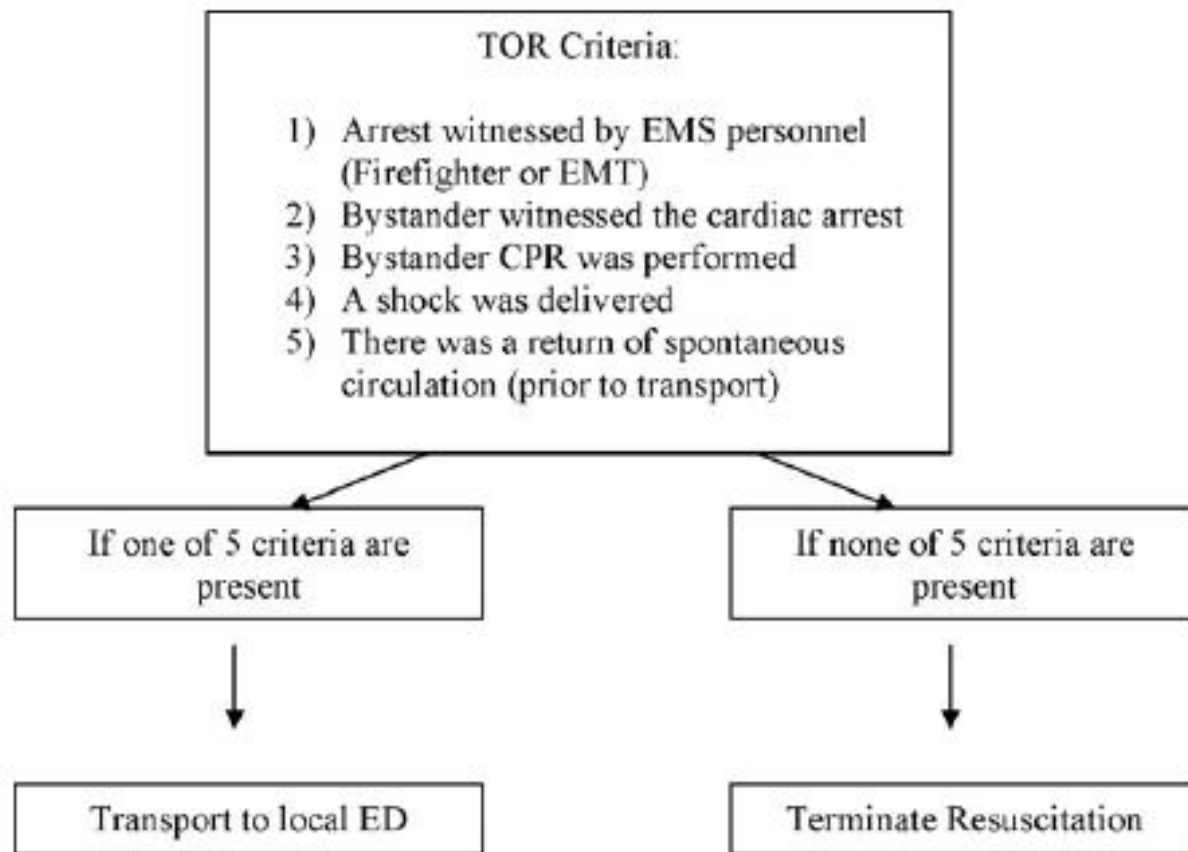 TOR Criteria:
1) Arrest witnessed by EMS personnel
(Firefighter or EMT)
2) Bystander witnessed the cardiac arrest
3) Bystander CPR was performed
4) A shock was delivered
5) There was a return of spontaneous
circulation (prior to transport)
If one of 5 criteria are
present
If none of 5 criteria are
present
Transport to local ED
Terminate Resuscitation